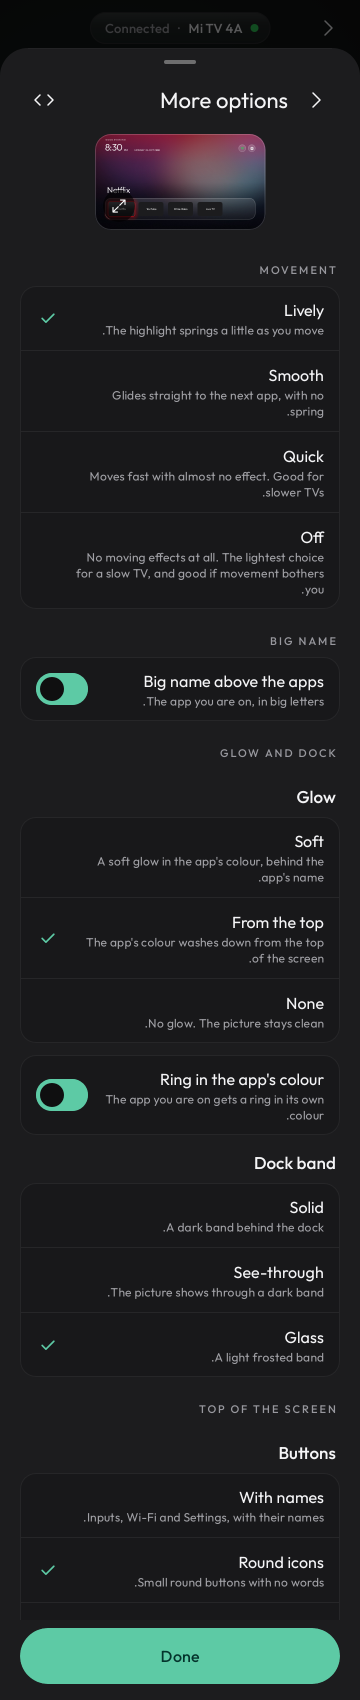 Connected · Mi TV 4A
More options
8:30
Netflix
MOVEMENT
Lively
.The highlight springs a little as you move
Smooth
Glides straight to the next app, with no
.spring
Quick
Moves fast with almost no effect. Good for
.slower TVs
Off
No moving effects at all. The lightest choice
for a slow TV, and good if movement bothers
.you
BIG NAME
Big name above the apps
.The app you are on, in big letters
GLOW AND DOCK
Glow
Soft
A soft glow in the app's colour, behind the
.app's name
From the top
The app's colour washes down from the top
.of the screen
None
.No glow. The picture stays clean
Ring in the app's colour
The app you are on gets a ring in its own
.colour
Dock band
Solid
.A dark band behind the dock
See-through
.The picture shows through a dark band
Glass
.A light frosted band
TOP OF THE SCREEN
Buttons
With names
.Inputs, Wi-Fi and Settings, with their names
Round icons
.Small round buttons with no words
Done